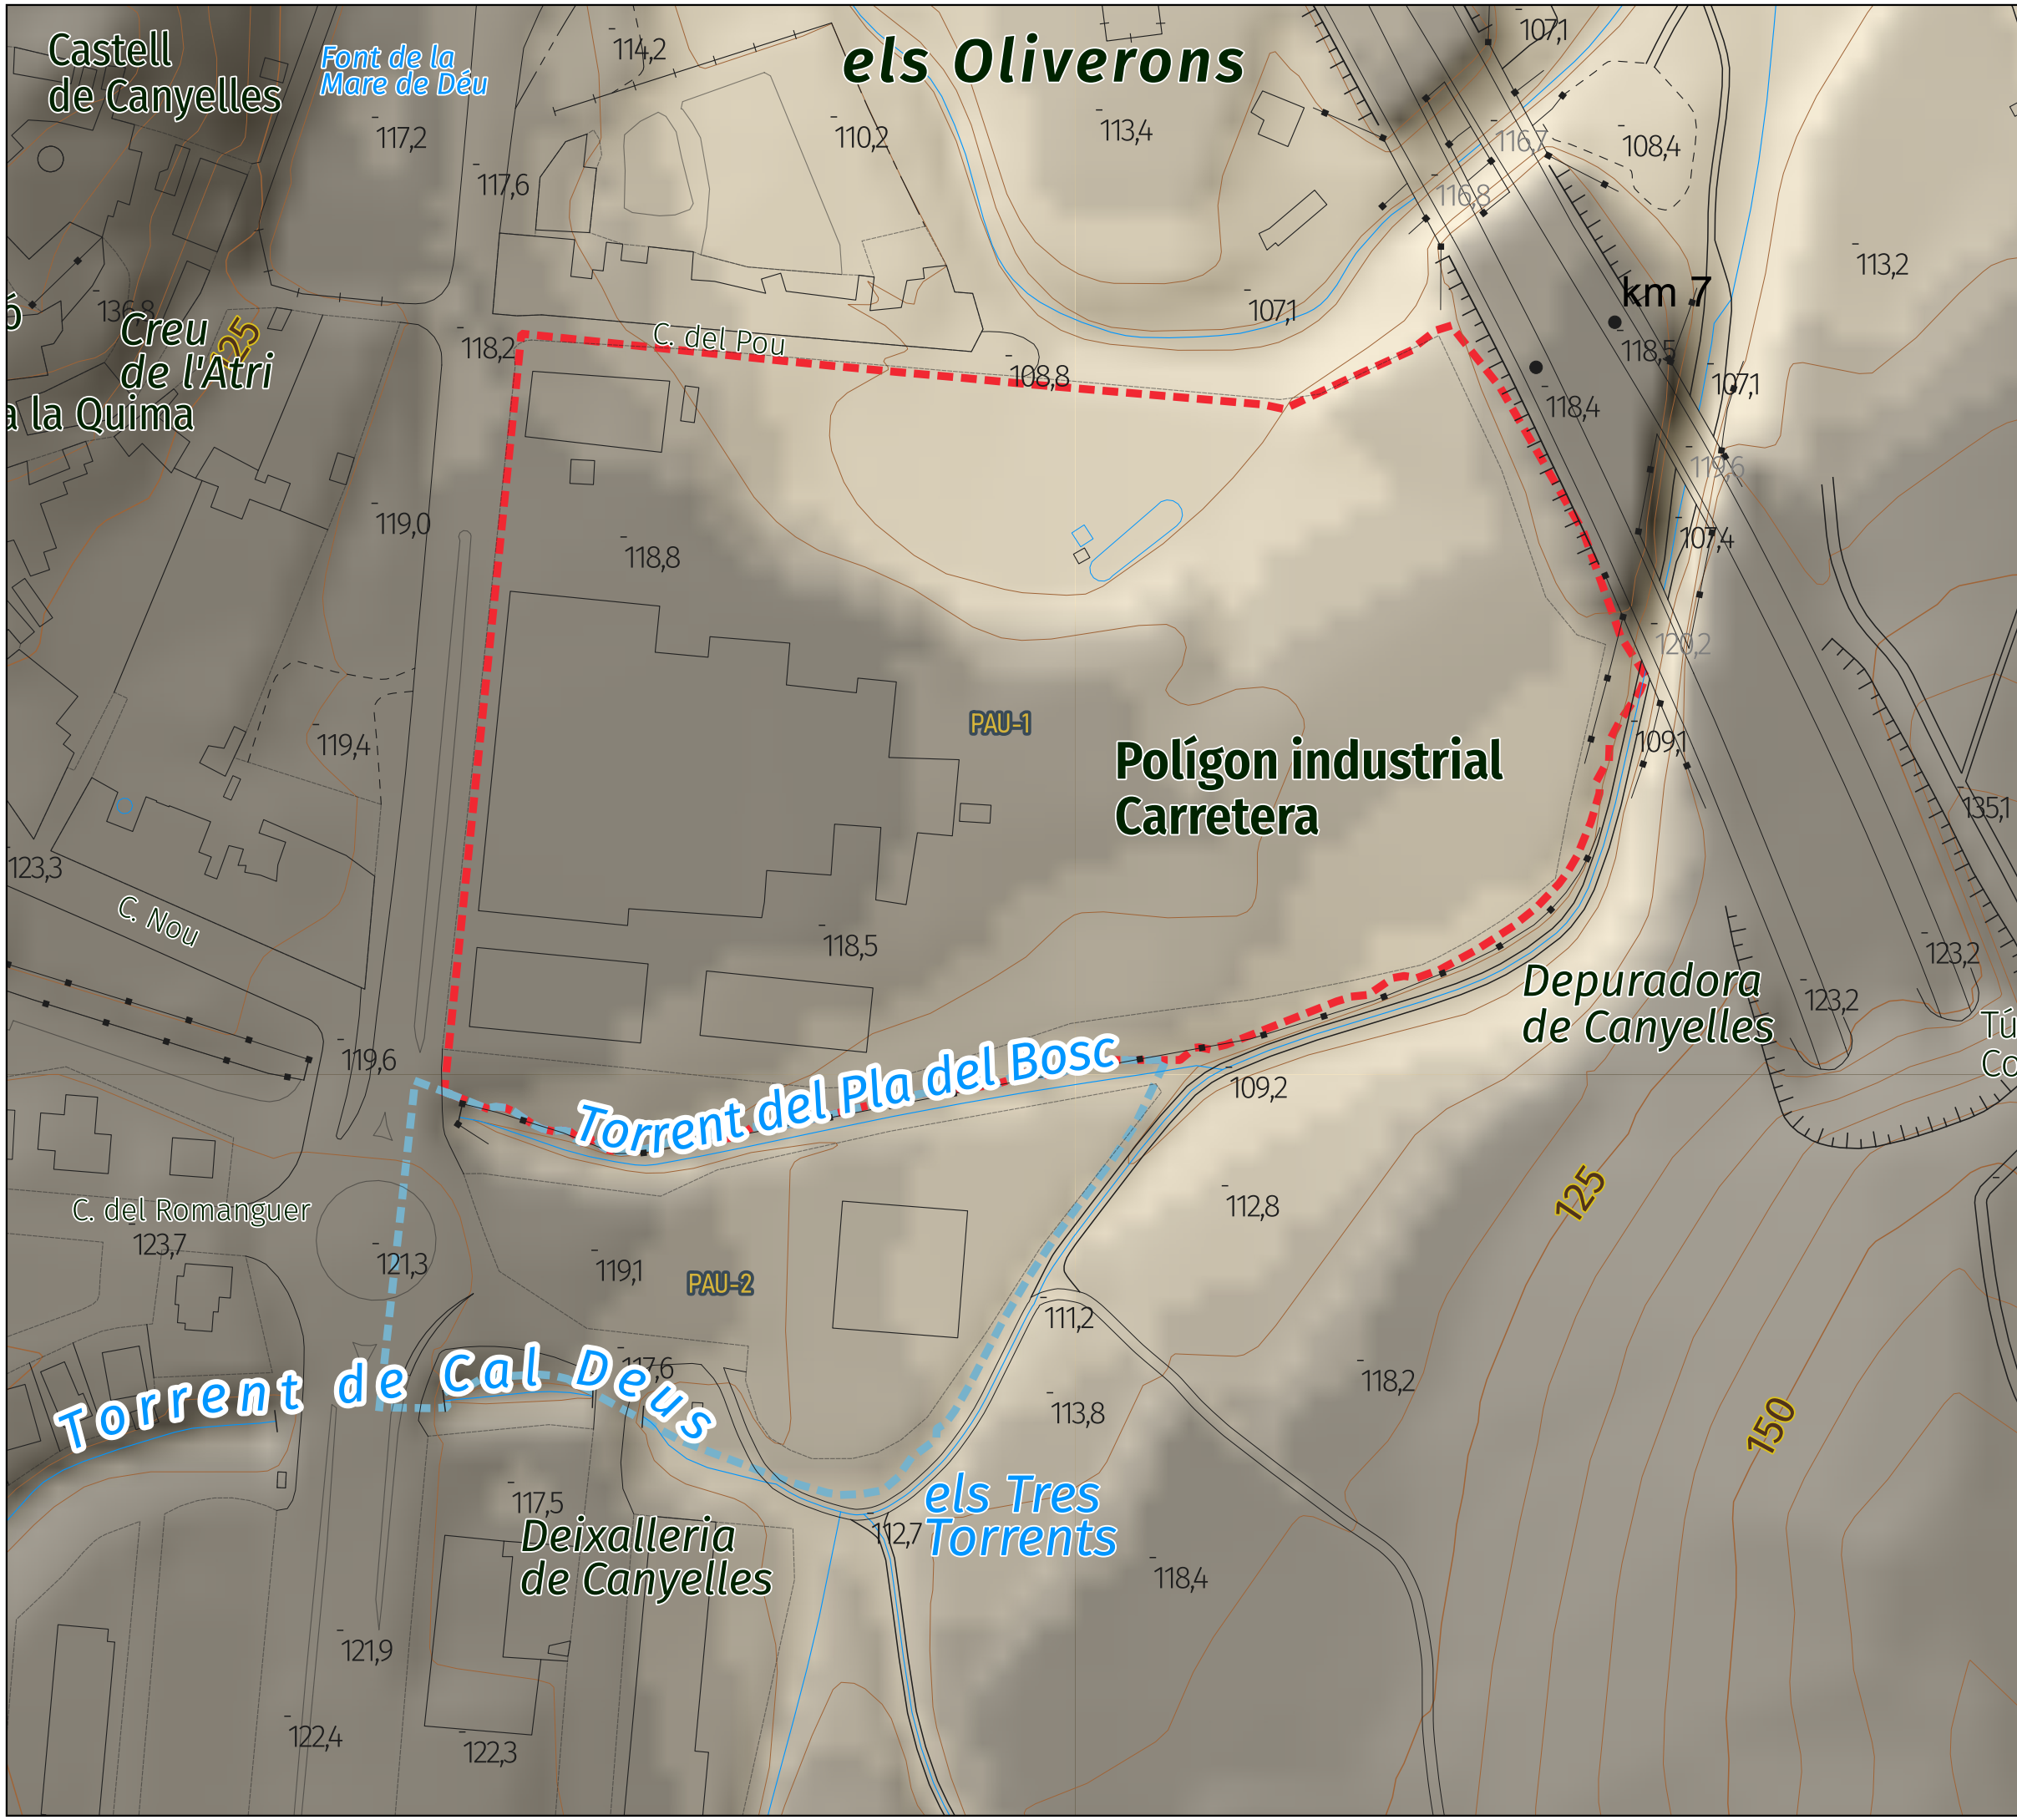 Castell
de Canyelles
Font de la
Mare de Déu
els Oliverons
114,2
107,1
117,2
110,2
113,4
116,7
108,4
117,6
116,8
113,2
136,8
km 7
ó
Creu
de l'Atri
125
118,2
C. del Pou
107,1
118,5
108,8
107,1
118,4
a la Quima
119,6
119,0
118,8
107,4
120,2
119,4
PAU-1
109,1
Polígon industrial
Carretera
135,1
123,3
C. Nou
118,5
123,2
Depuradora
de Canyelles
123,2
Tú
Co
119,6
Torrent del Pla del Bosc
109,2
125
C. del Romanguer
123,7
112,8
121,3
119,1
PAU-2
111,2
117,6
118,2
Torrent de Cal Deus
113,8
150
117,5
els Tres
Torrents
112,7
Deixalleria
de Canyelles
118,4
121,9
122,4
122,3